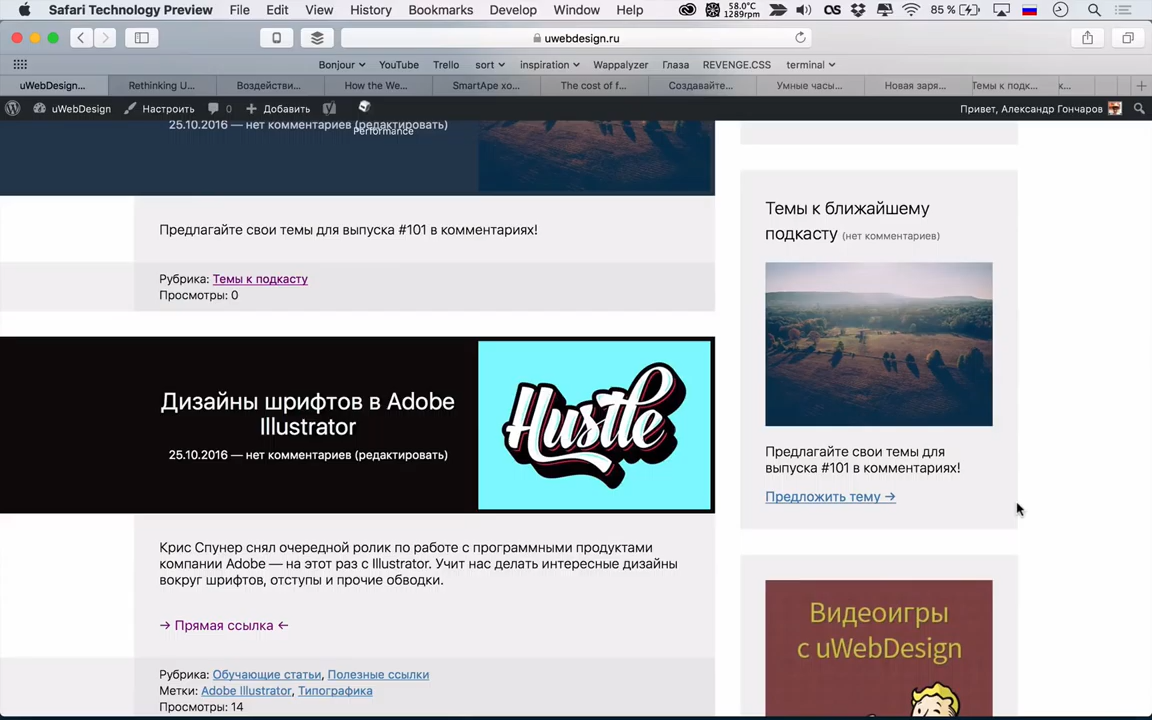 Safari Technology Preview File Edit View History Bookmarks Develop Window Help 58.0°C 1289rpm 85 %
uwebdesign.ru
Bonjour YouTube Trello sort inspiration Wappalyzer Глаза REVENGE.CSS terminal
uWebDesign... Rethinking U... Воздействи... How the We... SmartApe хо... The cost of f... Создавайте... Умные часы... Новая заря... Темы к подк... к...
uWebDesign Настроить 0 Добавить Привет, Александр Гончаров
25.10.2016 — нет комментариев (редактировать)
Performance
Предлагайте свои темы для выпуска #101 в комментариях!
Рубрика: Темы к подкасту
Просмотры: 0
Дизайны шрифтов в Adobe
Illustrator
25.10.2016 — нет комментариев (редактировать)
Hustle
Крис Спунер снял очередной ролик по работе с программными продуктами
компании Adobe — на этот раз с Illustrator. Учит нас делать интересные дизайны
вокруг шрифтов, отступы и прочие обводки.
→ Прямая ссылка ←
Рубрика: Обучающие статьи, Полезные ссылки
Метки: Adobe Illustrator, Типографика
Просмотры: 14
Темы к ближайшему
подкасту (нет комментариев)
Предлагайте свои темы для
выпуска #101 в комментариях!
Предложить тему →
Видеоигры
с uWebDesign